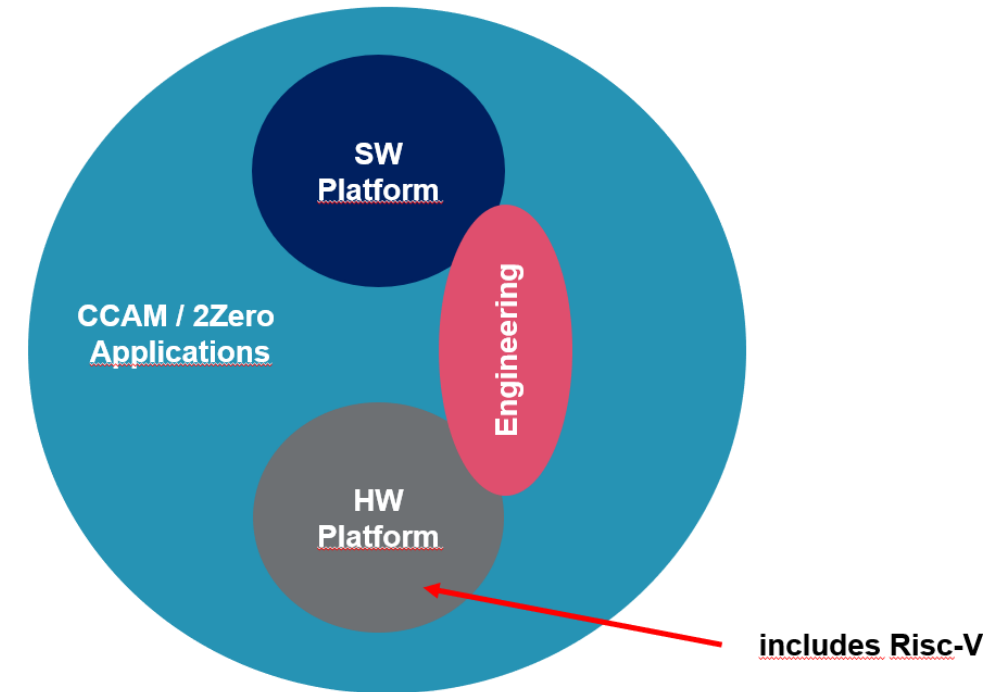 SW
Platform
Engineering
CCAM / 2Zero
Applications
HW
Platform
includes Risc-V